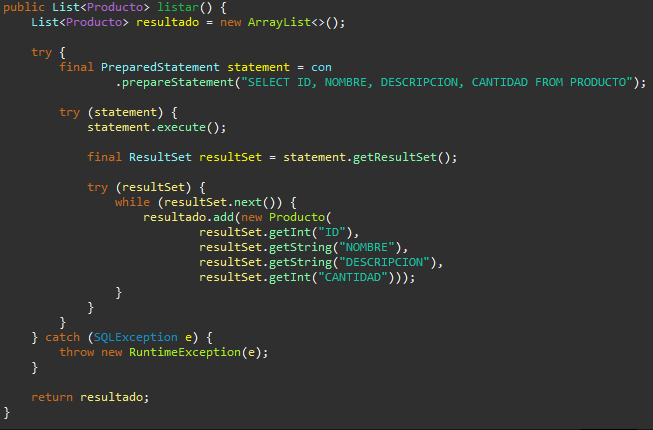 public List<Producto> listar() {
    List<Producto> resultado = new ArrayList<>();
    try {
        final PreparedStatement statement = con
                .prepareStatement("SELECT ID, NOMBRE, DESCRIPCION, CANTIDAD FROM PRODUCTO");
        try (statement) {
            statement.execute();
            final ResultSet resultSet = statement.getResultSet();
            try (resultSet) {
                while (resultSet.next()) {
                    resultado.add(new Producto(
                            resultSet.getInt("ID"),
                            resultSet.getString("NOMBRE"),
                            resultSet.getString("DESCRIPCION"),
                            resultSet.getInt("CANTIDAD")));
                }
            }
        }
    } catch (SQLException e) {
        throw new RuntimeException(e);
    }
    return resultado;
}